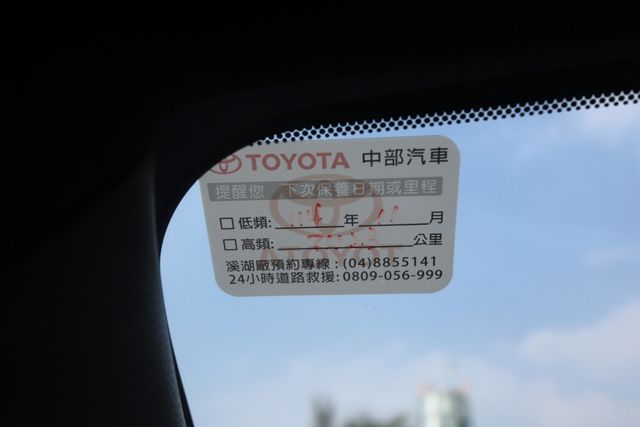 TOYOTA 中部汽車
提醒您 下次保養日期或里程
□低頻: 年 11 月
□高頻: 公里
溪湖廠預約專線:(04)8855141
24小時道路救援:0809-056-999